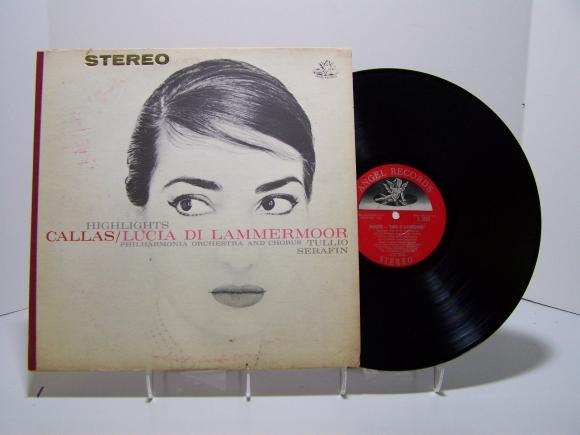 STEREO
HIGHLIGHTS
CALLAS/LUCIA DI LAMMERMOOR
PHILHARMONIA ORCHESTRA AND CHORUS TULLIO
SERAFIN
ANGEL RECORDS
STEREO